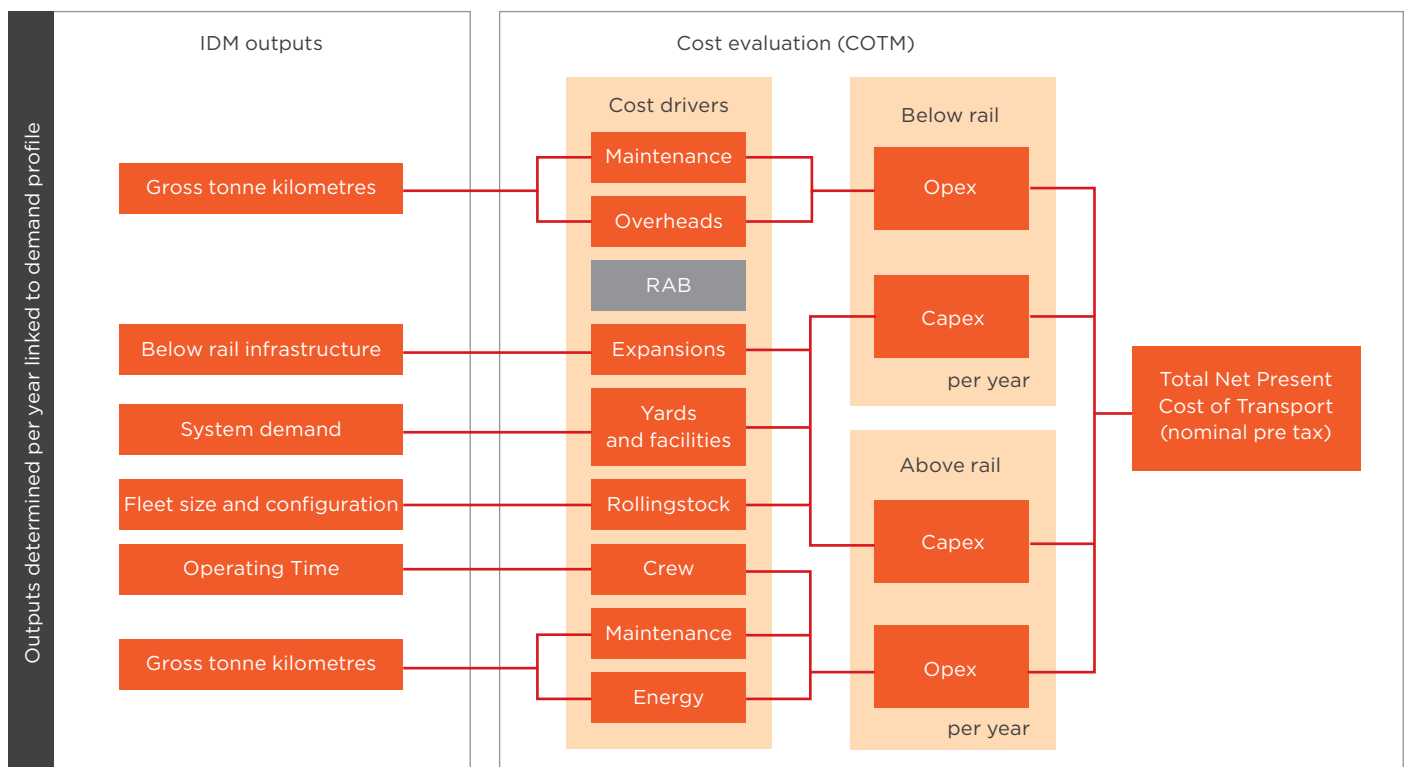 Outputs determined per year linked to demand profile
IDM outputs
Gross tonne kilometres
Below rail infrastructure
System demand
Fleet size and configuration
Operating Time
Gross tonne kilometres
Cost evaluation (COTM)
Cost drivers
Maintenance
Overheads
RAB
Expansions
Yards
and facilities
Rollingstock
Crew
Maintenance
Energy
Below rail
Opex
Capex
per year
Above rail
Capex
Opex
per year
Total Net Present
Cost of Transport
(nominal pre tax)